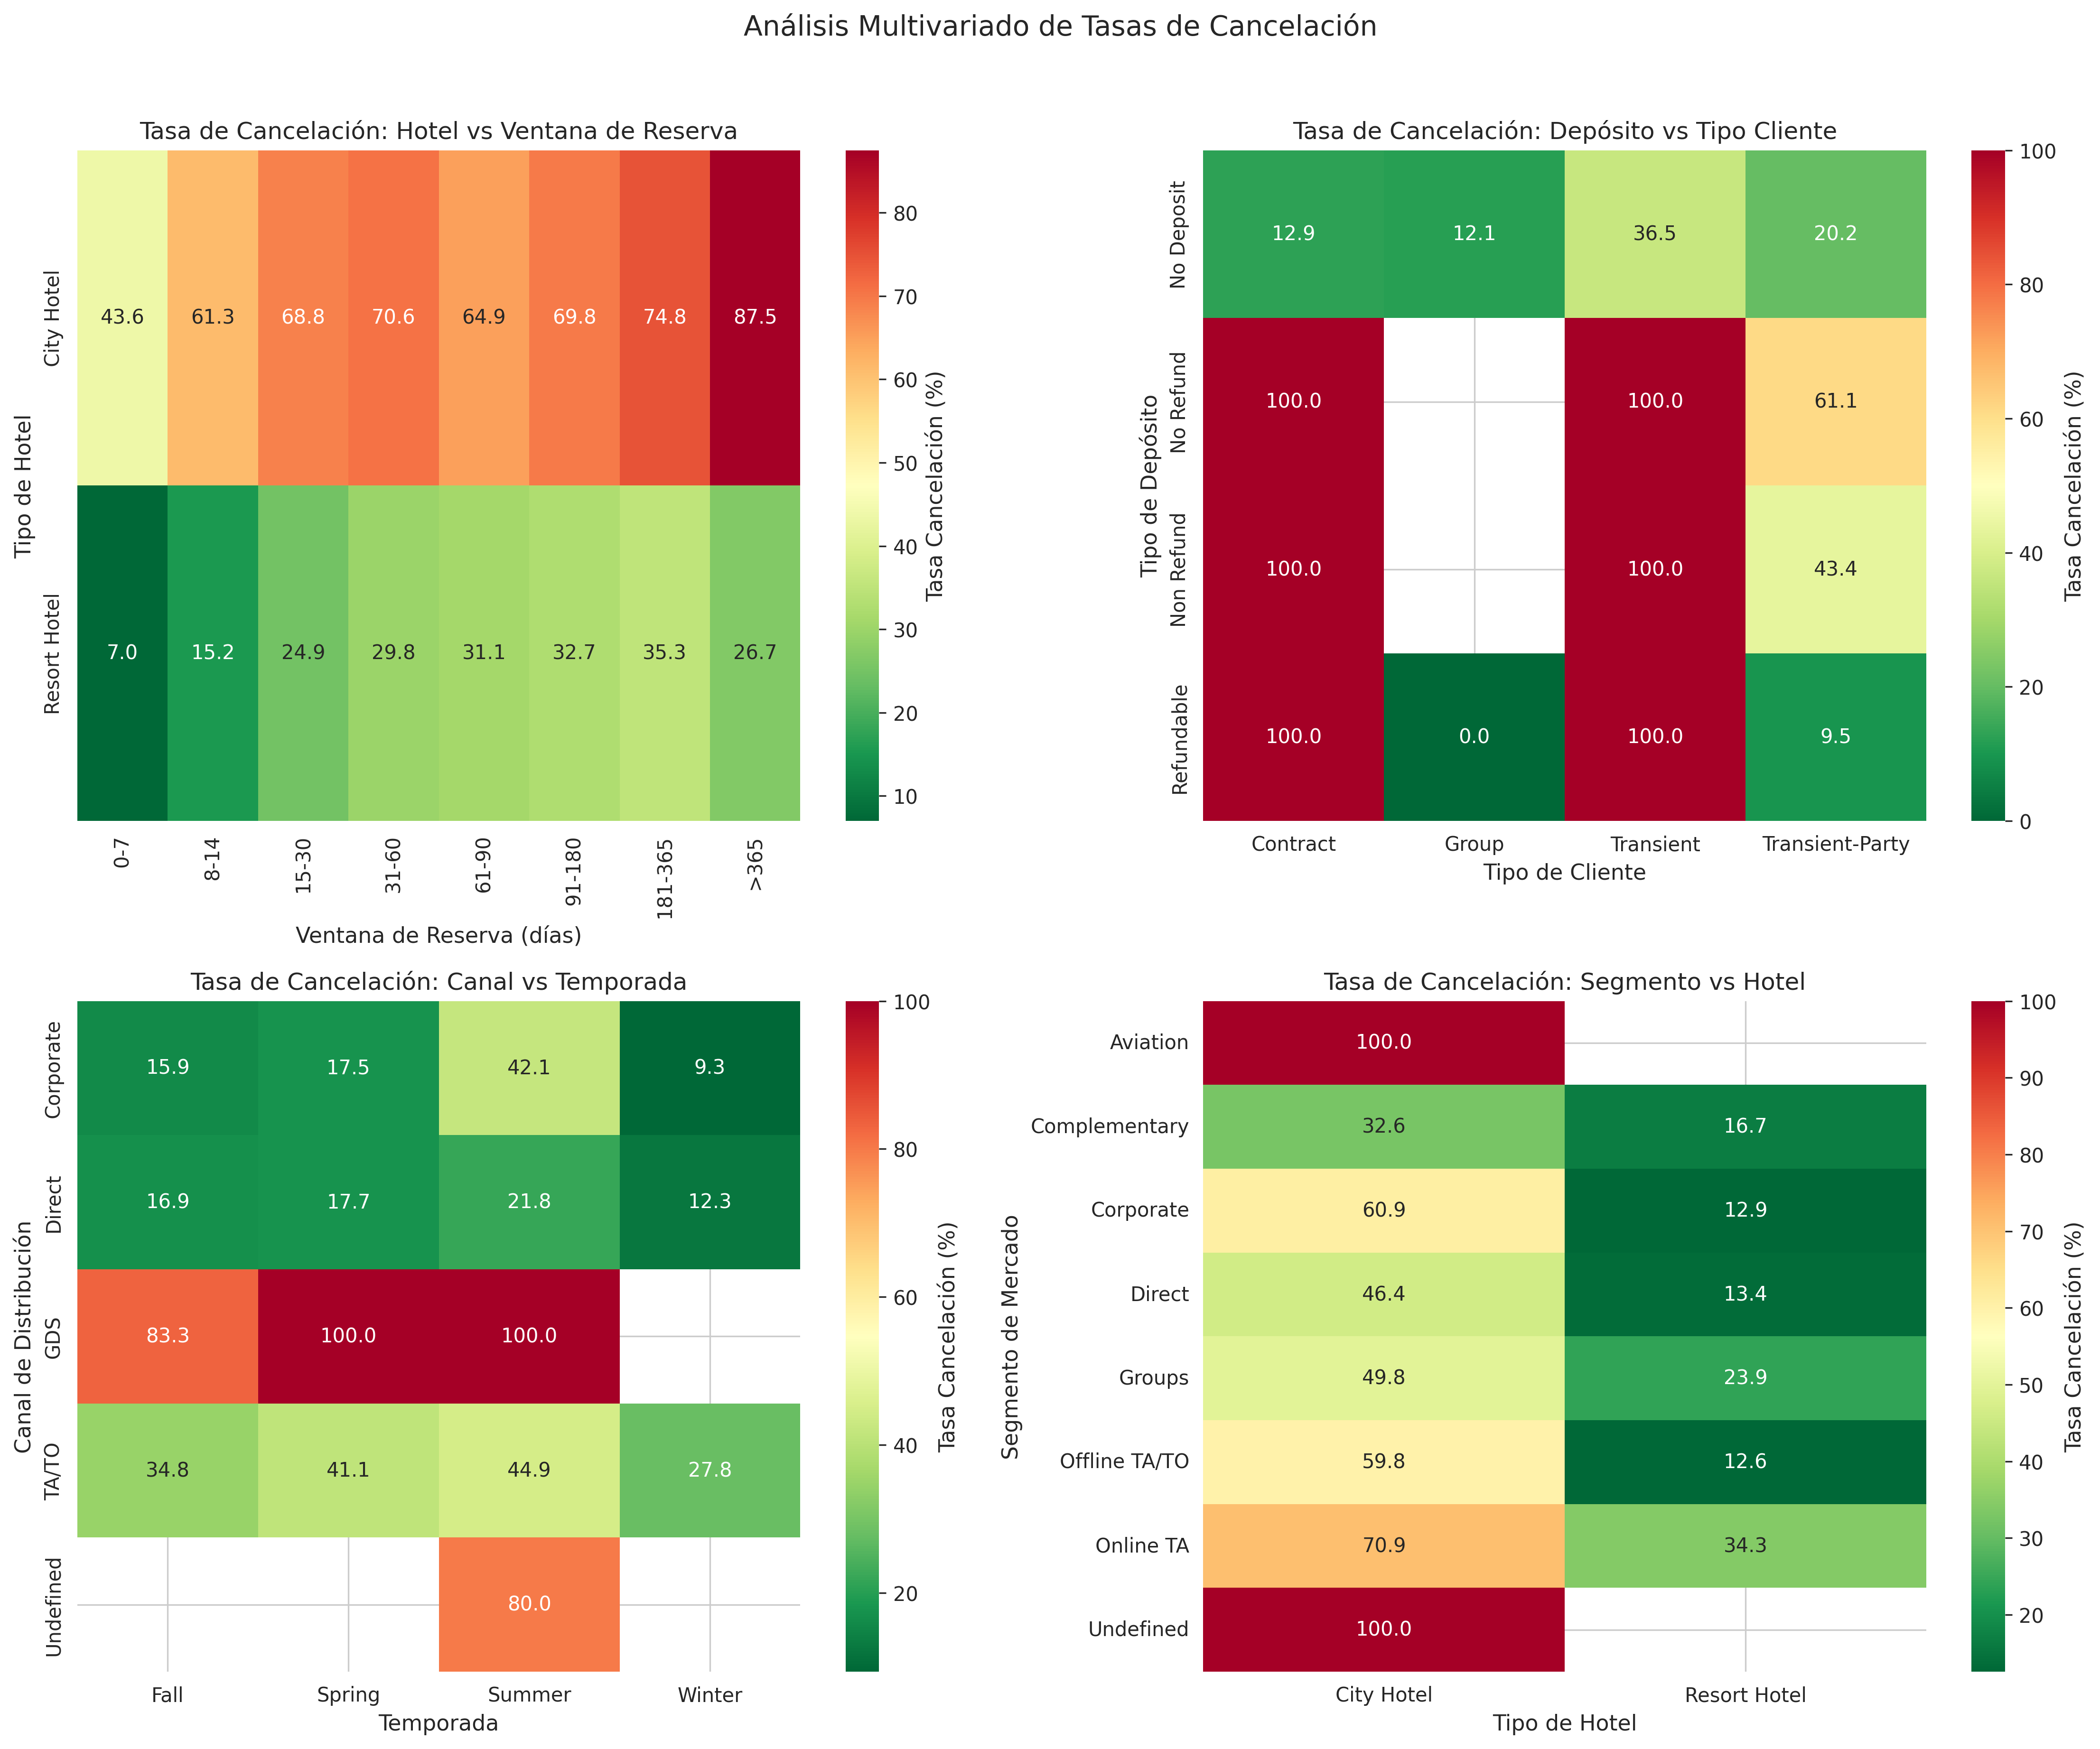 Análisis Multivariado de Tasas de Cancelación
Tasa de Cancelación: Hotel vs Ventana de Reserva
Tipo de Hotel
City Hotel
43.6 61.3 68.8 70.6 64.9 69.8 74.8 87.5
Resort Hotel
7.0 15.2 24.9 29.8 31.1 32.7 35.3 26.7
0-7 8-14 15-30 31-60 61-90 91-180 181-365 >365
Ventana de Reserva (días)
80
70
60
50
40
30
20
10
Tasa Cancelación (%)
Tasa de Cancelación: Depósito vs Tipo Cliente
Tipo de Depósito
No Deposit
12.9 12.1 36.5 20.2
No Refund
100.0 100.0 61.1
Non Refund
100.0 100.0 43.4
Refundable
100.0 0.0 100.0 9.5
Contract Group Transient Transient-Party
Tipo de Cliente
100
80
60
40
20
0
Tasa Cancelación (%)
Tasa de Cancelación: Canal vs Temporada
Canal de Distribución
Corporate
15.9 17.5 42.1 9.3
Direct
16.9 17.7 21.8 12.3
GDS
83.3 100.0 100.0
TA/TO
34.8 41.1 44.9 27.8
Undefined
80.0
Fall Spring Summer Winter
Temporada
100
80
60
40
20
Tasa Cancelación (%)
Tasa de Cancelación: Segmento vs Hotel
Segmento de Mercado
Aviation 100.0
Complementary 32.6 16.7
Corporate 60.9 12.9
Direct 46.4 13.4
Groups 49.8 23.9
Offline TA/TO 59.8 12.6
Online TA 70.9 34.3
Undefined 100.0
City Hotel Resort Hotel
Tipo de Hotel
100
90
80
70
60
50
40
30
20
Tasa Cancelación (%)